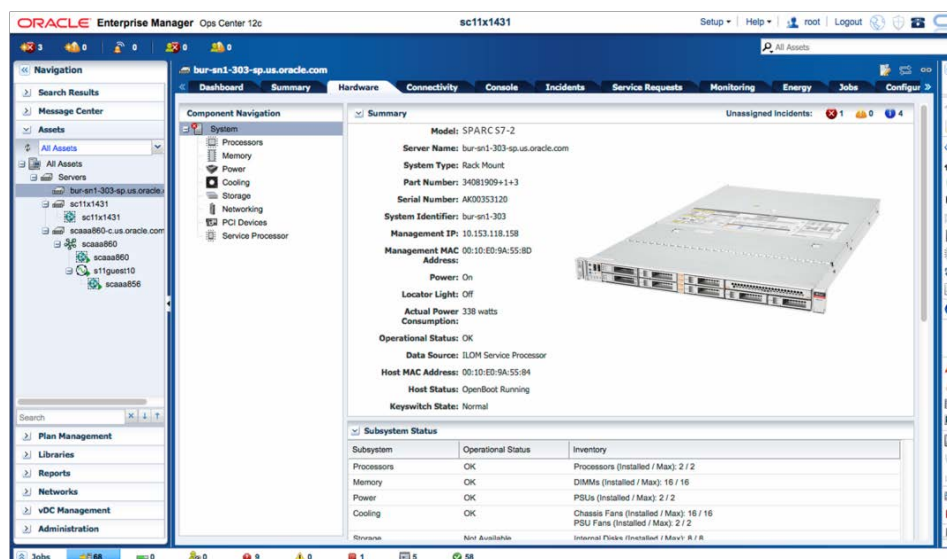 ORACLE Enterprise Manager Ops Center 12c
sc11x1431
Setup Help root Logout
3 0 0 0 0
All Assets
Navigation
Search Results
Message Center
Assets
All Assets
All Assets
Servers
bur-sn1-303-sp.us.oracle.
sc11x1431
sc11x1431
scaaa860-c.us.oracle.com
scaaa860
scaaa860
s11guest10
scaaa856
Search
Plan Management
Libraries
Reports
Networks
vDC Management
Administration
bur-sn1-303-sp.us.oracle.com
Dashboard Summary Hardware Connectivity Console Incidents Service Requests Monitoring Energy Jobs Configur
Component Navigation
System
Processors
Memory
Power
Cooling
Storage
Networking
PCI Devices
Service Processor
Summary
Unassigned Incidents: 1 0 4
Model: SPARC S7-2
Server Name: bur-sn1-303-sp.us.oracle.com
System Type: Rack Mount
Part Number: 34081909+1+3
Serial Number: AK00353120
System Identifier: bur-sn1-303
Management IP: 10.153.118.158
Management MAC 00:10:E0:9A:55:8D
Address:
Power: On
Locator Light: Off
Actual Power 338 watts
Consumption:
Operational Status: OK
Data Source: ILOM Service Processor
Host MAC Address: 00:10:E0:9A:55:84
Host Status: OpenBoot Running
Keyswitch State: Normal
Subsystem Status
Subsystem Operational Status Inventory
Processors OK Processors (Installed / Max): 2 / 2
Memory OK DIMMs (Installed / Max): 16 / 16
Power OK PSUs (Installed / Max): 2 / 2
Cooling OK Chassis Fans (Installed / Max): 16 / 16
PSU Fans (Installed / Max): 2 / 2
Storage Not Available Internal Disks (Installed / Max): 8 / 8
Jobs 68 0 0 9 0 1 5 58